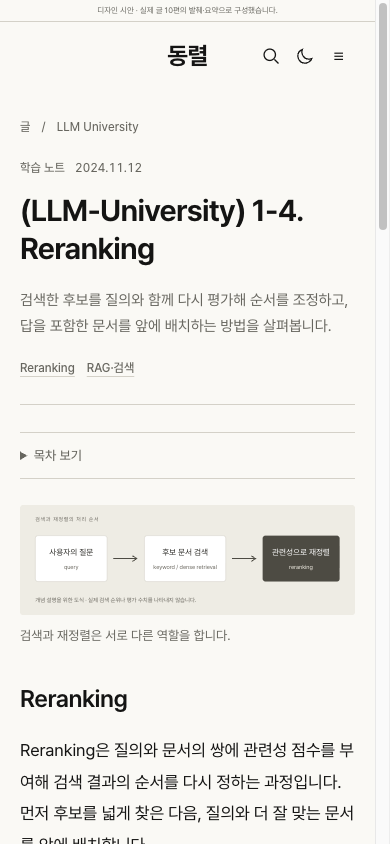 디자인 시안 · 실제 글 10편의 발췌·요약으로 구성했습니다.
동렬
글 / LLM University
학습 노트 2024.11.12
(LLM-University) 1-4.
Reranking
검색한 후보를 질의와 함께 다시 평가해 순서를 조정하고,
답을 포함한 문서를 앞에 배치하는 방법을 살펴봅니다.
Reranking RAG·검색
▶ 목차 보기
검색과 재정렬의 처리 순서
사용자의 질문
query
후보 문서 검색
keyword / dense retrieval
관련성으로 재정렬
reranking
개념 설명을 위한 도식 · 실제 검색 순위나 평가 수치를 나타내지 않습니다.
검색과 재정렬은 서로 다른 역할을 합니다.
Reranking
Reranking은 질의와 문서의 쌍에 관련성 점수를 부
여해 검색 결과의 순서를 다시 정하는 과정입니다.
먼저 후보를 넓게 찾은 다음, 질의와 더 잘 맞는 문서
를 앞에 배치합니다.